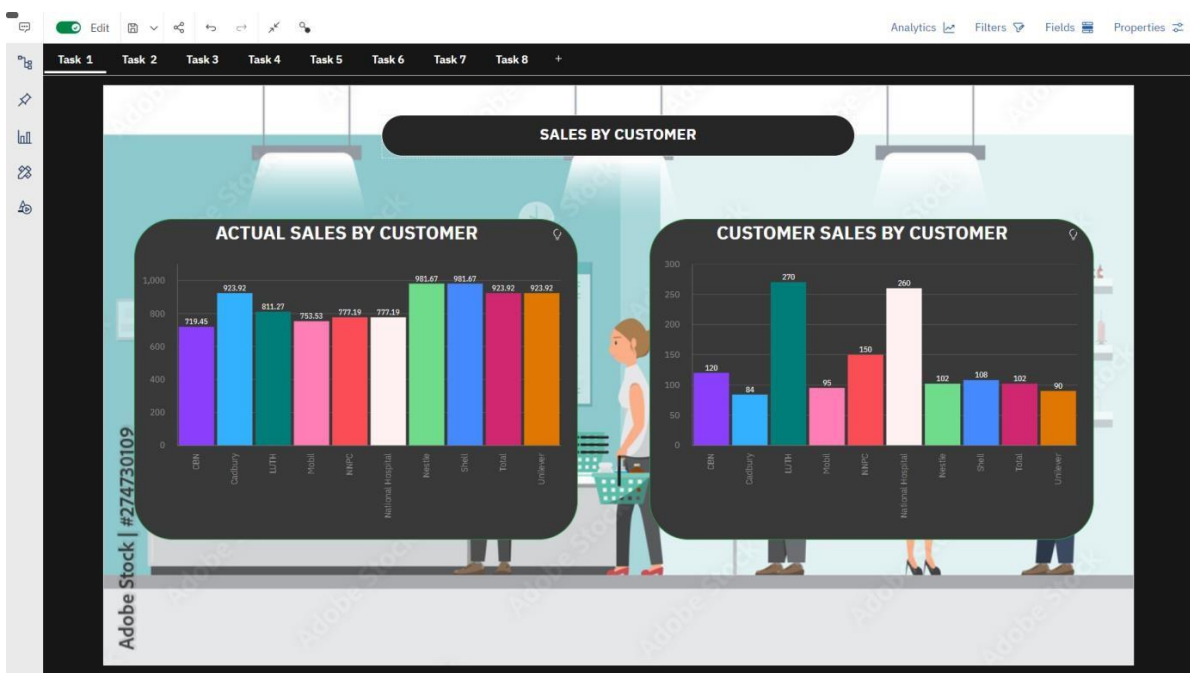 Edit
Analytics
Filters
Fields
Properties
Task 1
Task 2
Task 3
Task 4
Task 5
Task 6
Task 7
Task 8
+
SALES BY CUSTOMER
ACTUAL SALES BY CUSTOMER
1,000
800
600
400
200
0
719.45
923.92
811.27
753.53
777.19
777.19
981.67
981.67
923.92
923.92
CBN
Cadbury
LUTH
Mobil
NNPC
National Hospital
Nestle
Shell
Total
Unilever
CUSTOMER SALES BY CUSTOMER
300
250
200
150
100
50
0
120
84
270
95
150
260
102
108
102
90
CBN
Cadbury
LUTH
Mobil
NNPC
National Hospital
Nestle
Shell
Total
Unilever
Adobe Stock | #274730109
Adobe Stock